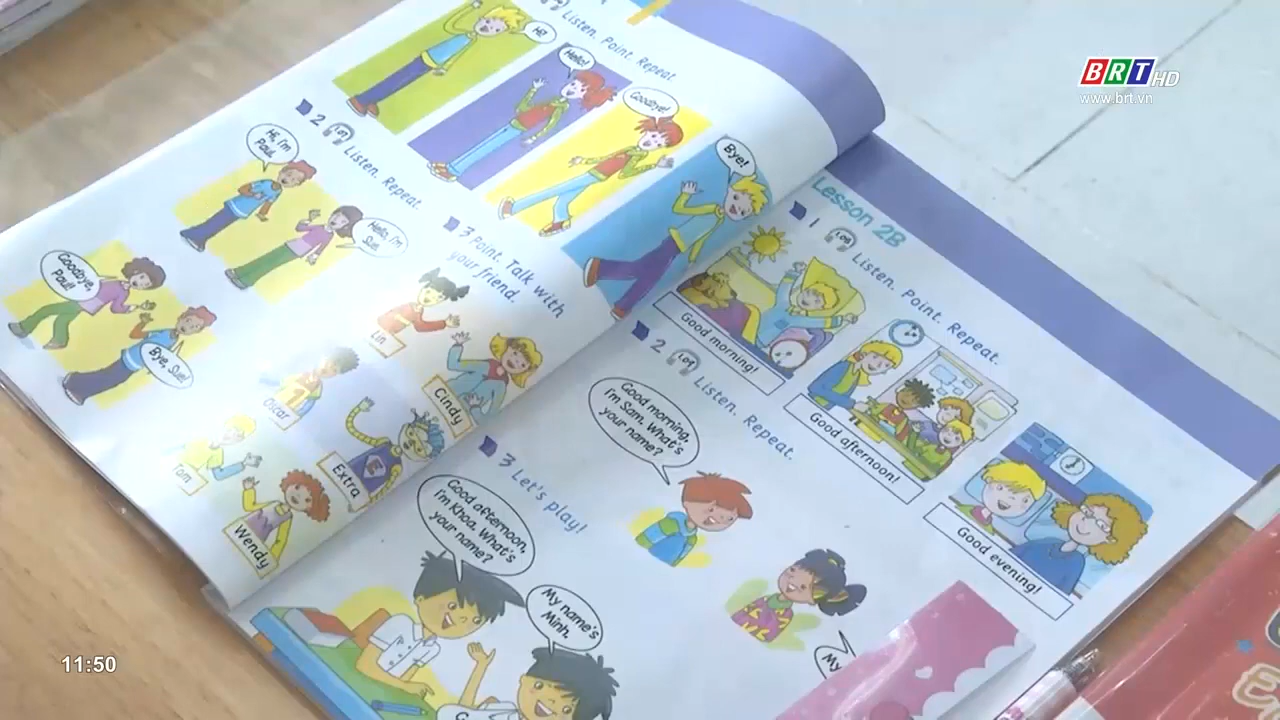 BRT HD
www.brt.vn
Listen. Point. Repeat.
Hi!
Hello!
Goodbye!
Bye!
2
Listen. Repeat.
Hi, I'm
Paul.
Hello, I'm
Sue.
Goodbye,
Paul!
Bye, Sue!
3 Point. Talk with
your friend.
Lin
Cindy
Oscar
Extra
Tom
Wendy
Lesson 2B
1
Listen. Point. Repeat.
Good morning!
Good afternoon!
Good evening!
2
Listen. Repeat.
Good morning,
I'm Sam. What's
your name?
My
3 Let's play!
Good afternoon,
I'm Khoa. What's
your name?
My name's
Minh.
11:50